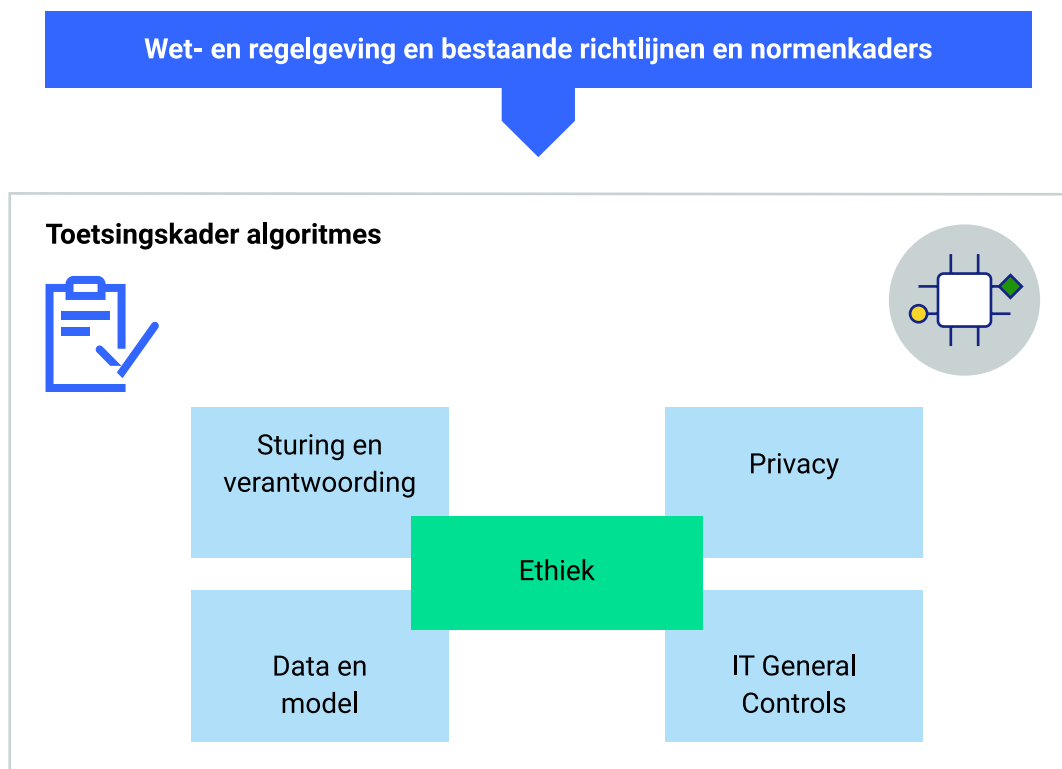 Wet- en regelgeving en bestaande richtlijnen en normenkaders
Toetsingskader algoritmes
Sturing en
verantwoording
Privacy
Ethiek
Data en
model
IT General
Controls